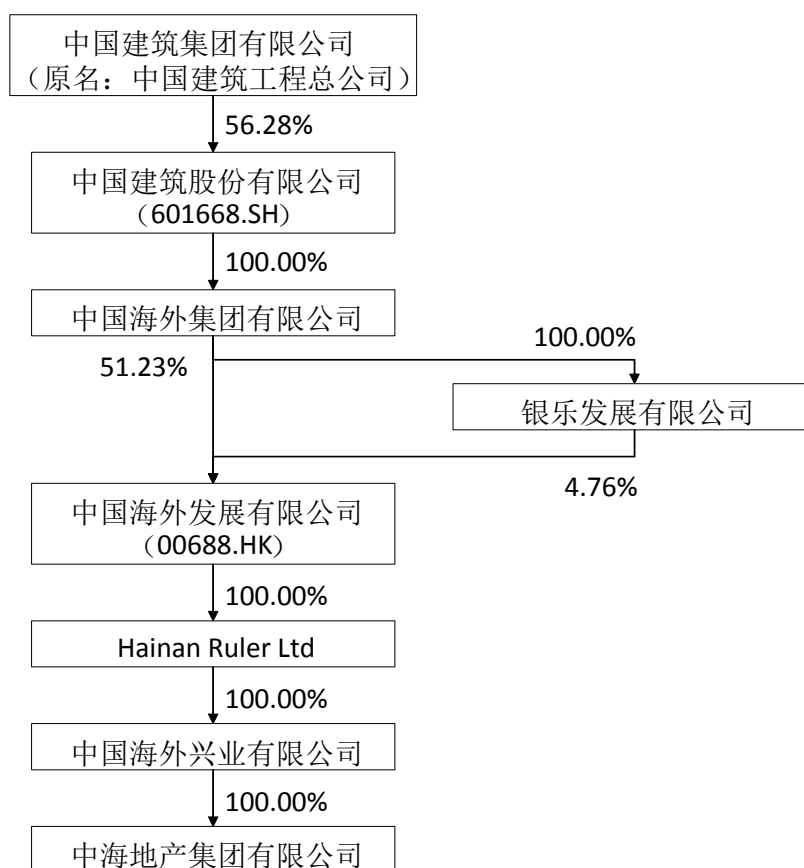 中国建筑集团有限公司
（原名：中国建筑工程总公司）
56.28%
中国建筑股份有限公司
（601668.SH）
100.00%
中国海外集团有限公司
100.00%
51.23%
银乐发展有限公司
4.76%
中国海外发展有限公司
（00688.HK）
100.00%
Hainan Ruler Ltd
100.00%
中国海外兴业有限公司
100.00%
中海地产集团有限公司